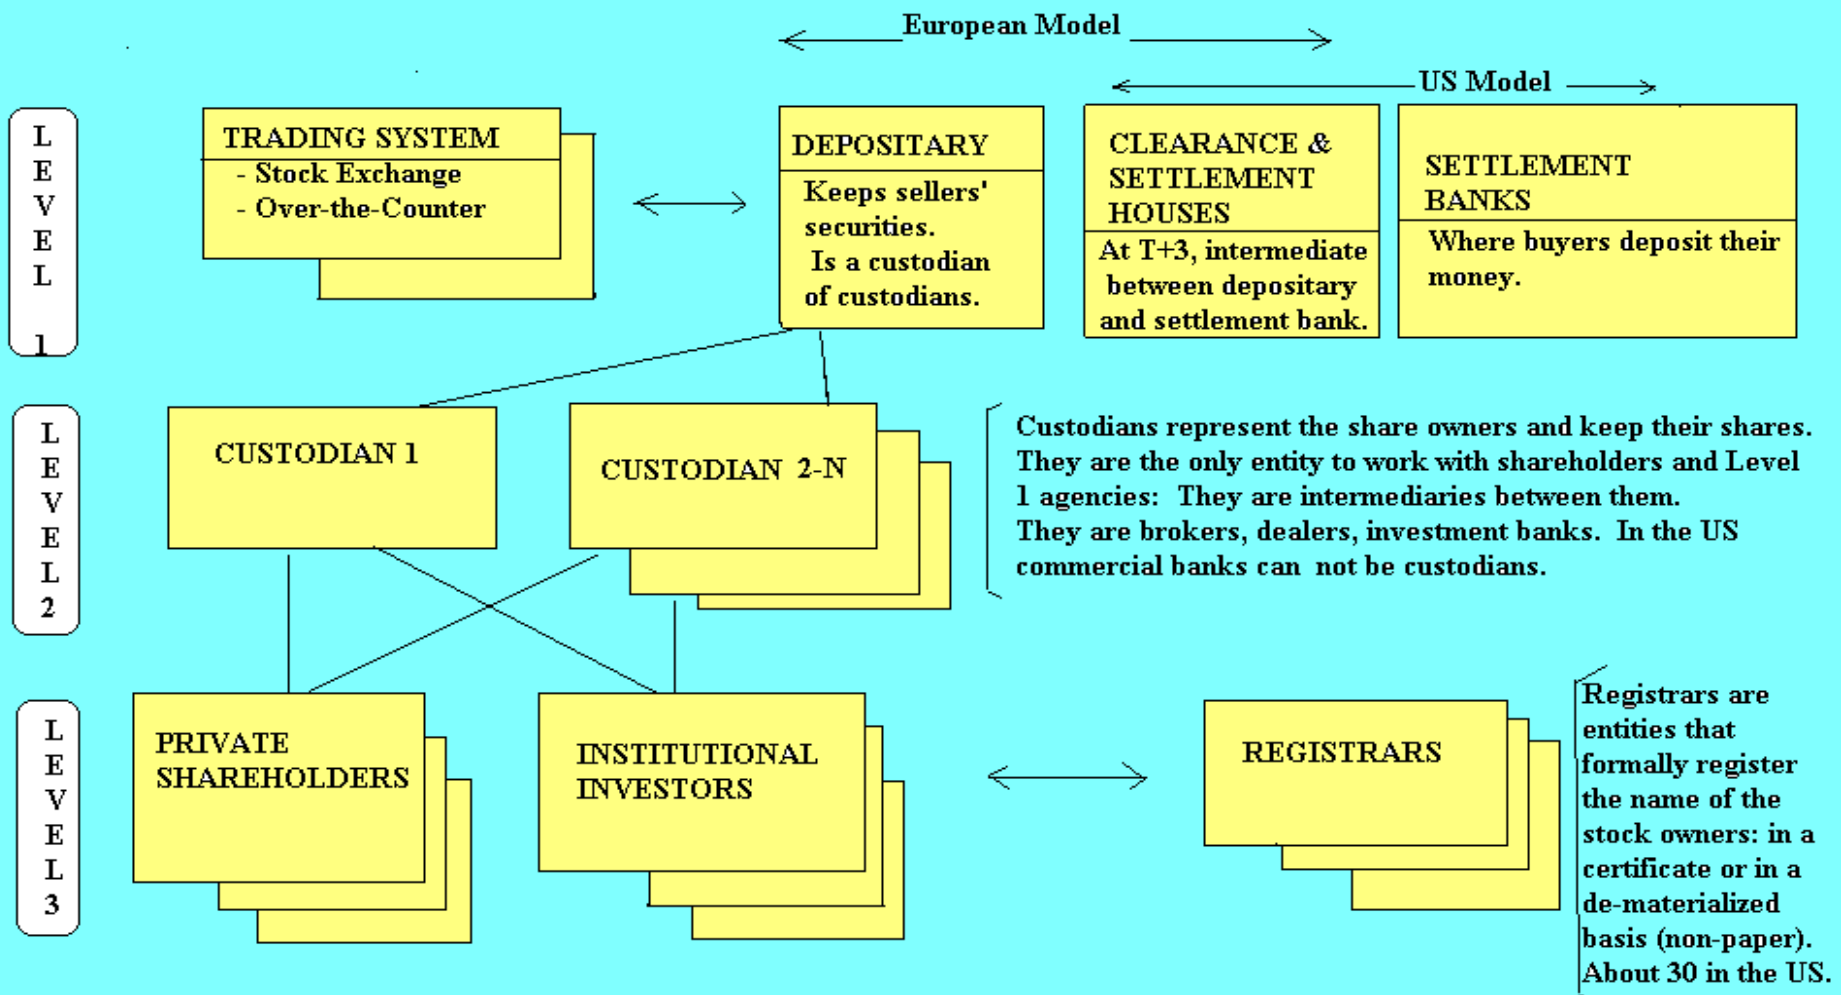 European Model
US Model
L
E
V
E
L
1
TRADING SYSTEM
- Stock Exchange
- Over-the-Counter
DEPOSITARY
Keeps sellers'
securities.
Is a custodian
of custodians.
CLEARANCE &
SETTLEMENT
HOUSES
At T+3, intermediate
between depositary
and settlement bank.
SETTLEMENT
BANKS
Where buyers deposit their
money.
L
E
V
E
L
2
CUSTODIAN 1
CUSTODIAN 2-N
Custodians represent the share owners and keep their shares.
They are the only entity to work with shareholders and Level
1 agencies: They are intermediaries between them.
They are brokers, dealers, investment banks. In the US
commercial banks can not be custodians.
L
E
V
E
L
3
PRIVATE
SHAREHOLDERS
INSTITUTIONAL
INVESTORS
REGISTRARS
Registrars are
entities that
formally register
the name of the
stock owners: in a
certificate or in a
de-materialized
basis (non-paper).
About 30 in the US.